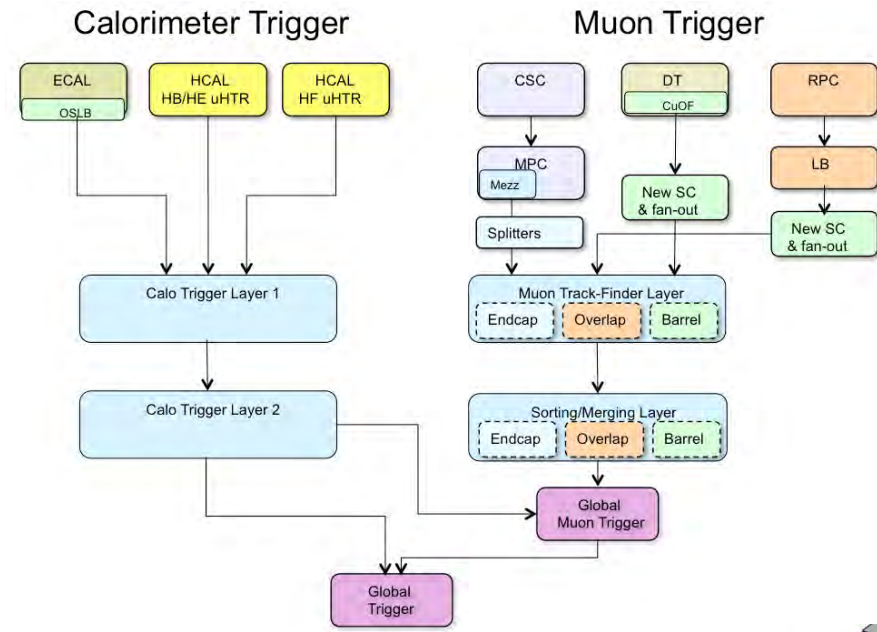 Calorimeter Trigger
Muon Trigger
ECAL
OSLB
HCAL
HB/HE uHTR
HCAL
HF uHTR
CSC
DT
CuOF
RPC
MPC
Mezz
LB
New SC
& fan-out
Splitters
New SC
& fan-out
Calo Trigger Layer 1
Muon Track-Finder Layer
Endcap
Overlap
Barrel
Calo Trigger Layer 2
Sorting/Merging Layer
Endcap
Overlap
Barrel
Global
Muon Trigger
Global
Trigger